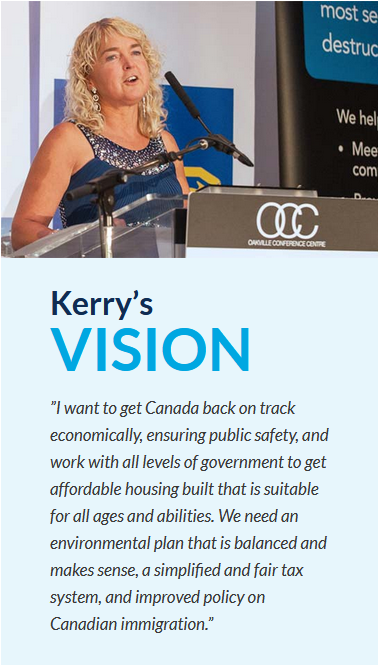 most se
destruc
We hel
• Mee
com
OCC
OAKVILLE CONFERENCE CENTRE
Kerry's
VISION
"I want to get Canada back on track
economically, ensuring public safety, and
work with all levels of government to get
affordable housing built that is suitable
for all ages and abilities. We need an
environmental plan that is balanced and
makes sense, a simplified and fair tax
system, and improved policy on
Canadian immigration."